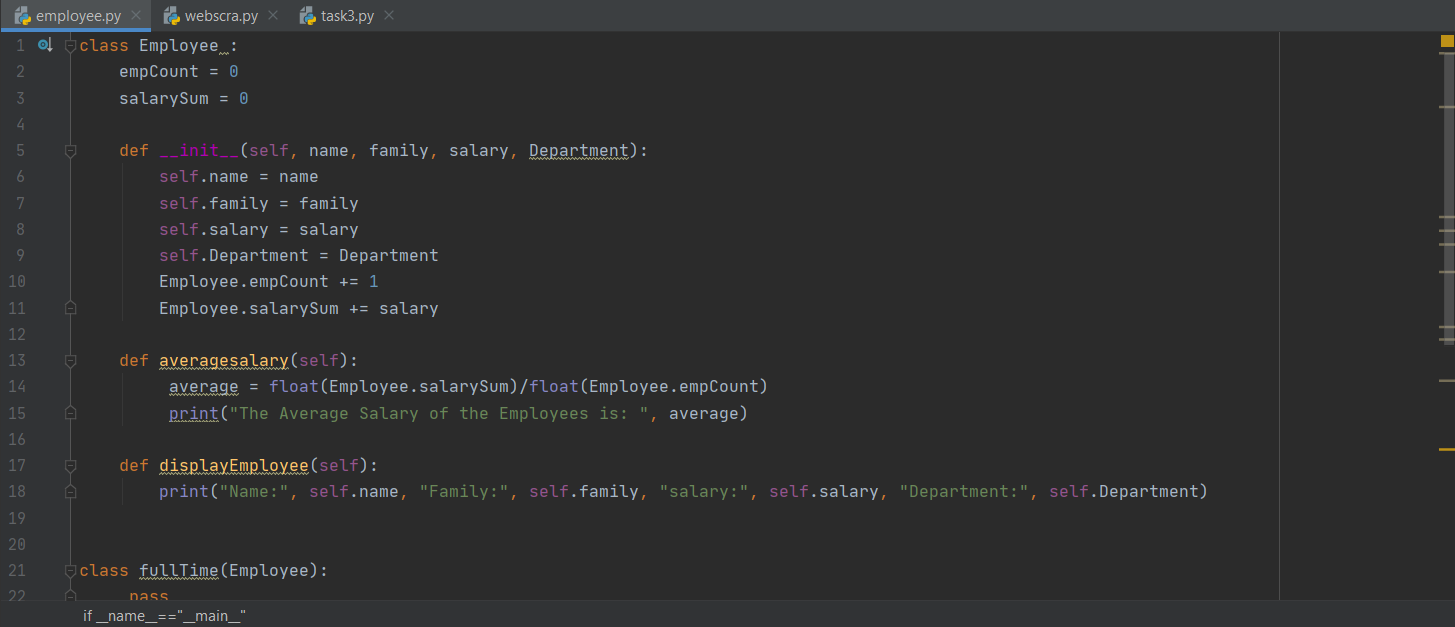 employee.py webscra.py task3.py
1 class Employee :
2     empCount = 0
3     salarySum = 0
4
5     def __init__(self, name, family, salary, Department):
6         self.name = name
7         self.family = family
8         self.salary = salary
9         self.Department = Department
10         Employee.empCount += 1
11         Employee.salarySum += salary
12
13     def averagesalary(self):
14          average = float(Employee.salarySum)/float(Employee.empCount)
15          print("The Average Salary of the Employees is: ", average)
16
17     def displayEmployee(self):
18         print("Name:", self.name, "Family:", self.family, "salary:", self.salary, "Department:", self.Department)
19
20
21 class fullTime(Employee):
22      pass
if __name__=="__main__"